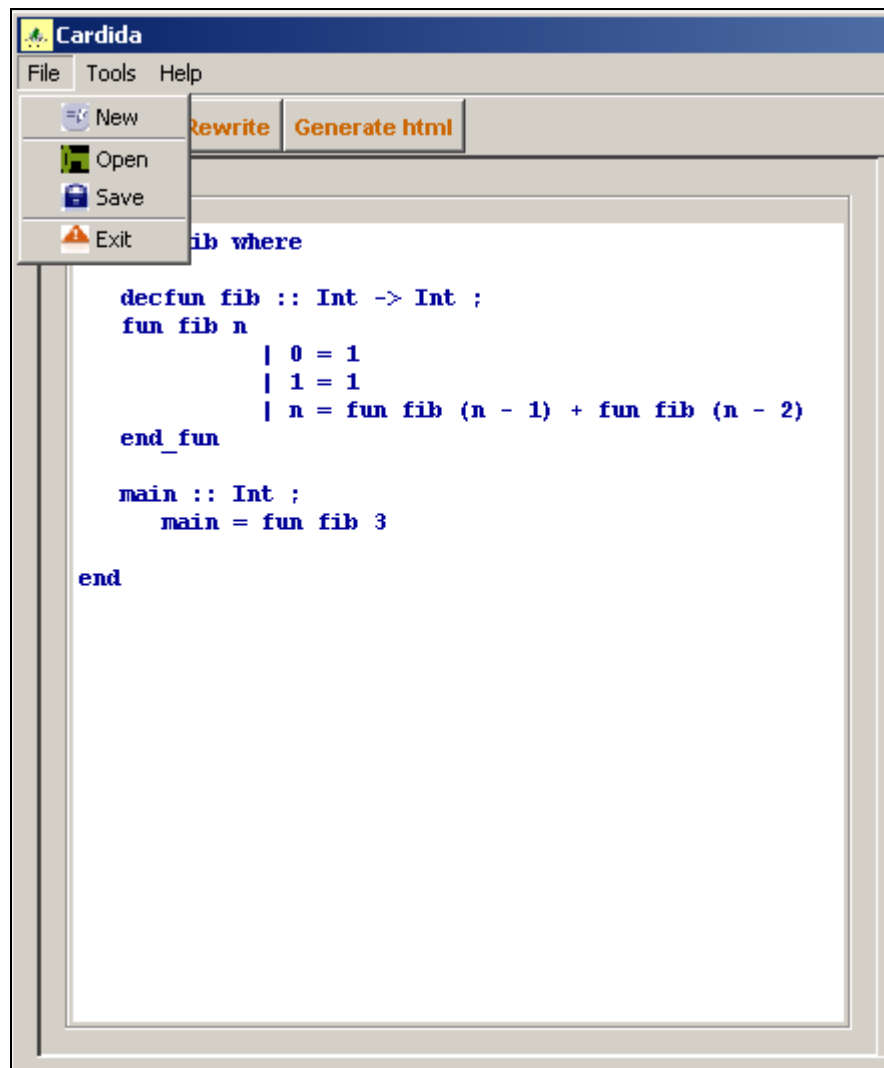 Cardida
File Tools Help
New
Open
Save
Exit
Rewrite Generate html
where
decfun fib :: Int -> Int ;
fun fib n
| 0 = 1
| 1 = 1
| n = fun fib (n - 1) + fun fib (n - 2)
end_fun
main :: Int ;
main = fun fib 3
end